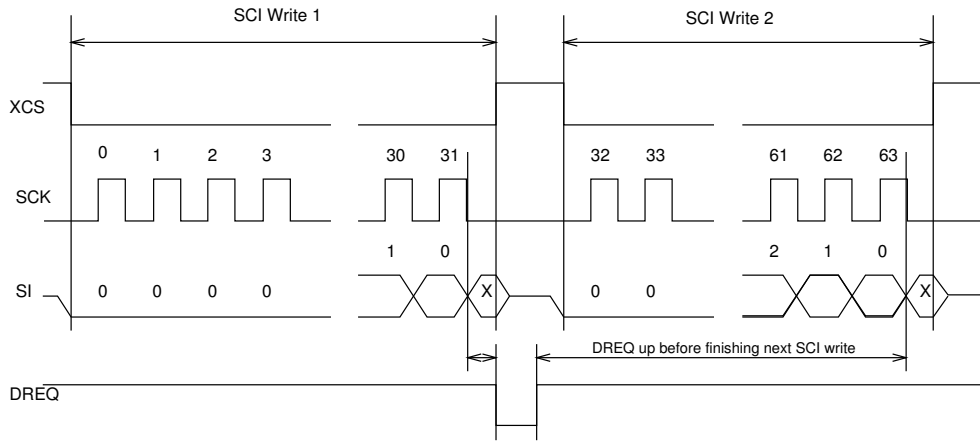 SCI Write 1 SCI Write 2
XCS
0 1 2 3 30 31 32 33 61 62 63
SCK
1 0 2 1 0
SI 0 0 0 0 X 0 0 X
DREQ up before finishing next SCI write
DREQ